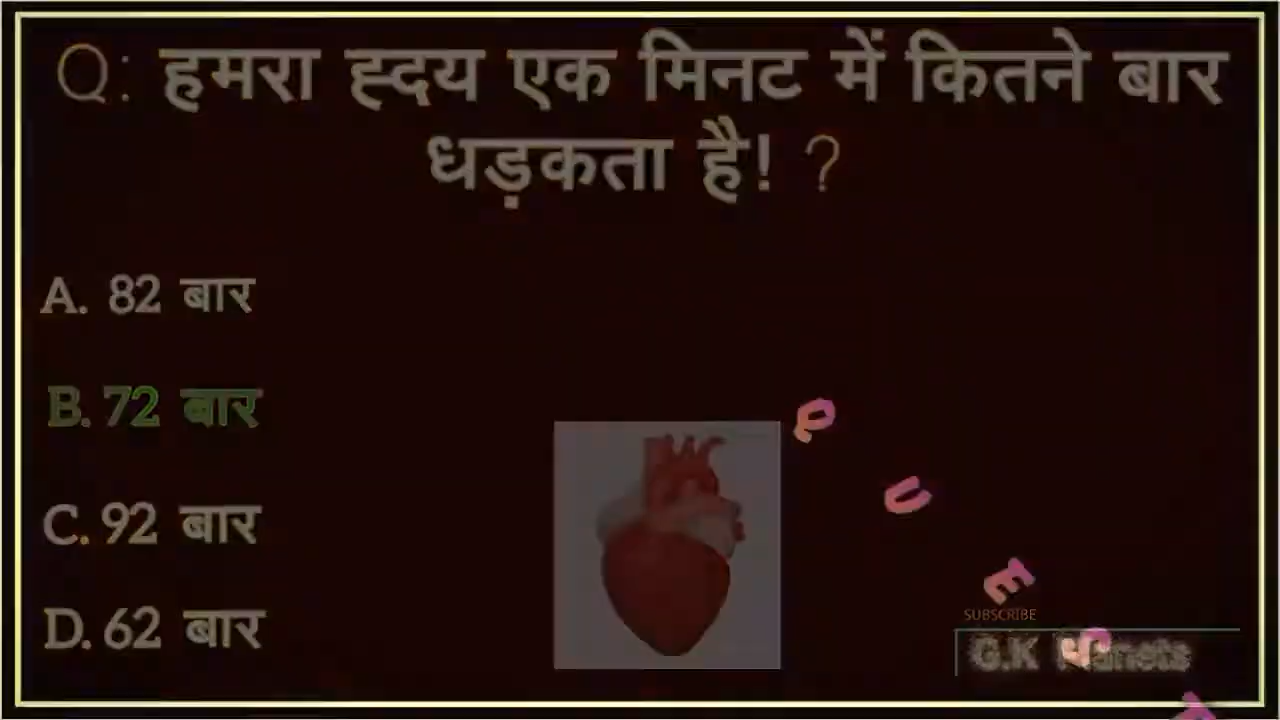 Q: हमरा ह्दय एक मिनट में कितने बार
धड़कता है! ?
A. 82 बार
B. 72 बार
C. 92 बार
D. 62 बार
Q
U
E
SUBSCRIBE
G.K
S
T